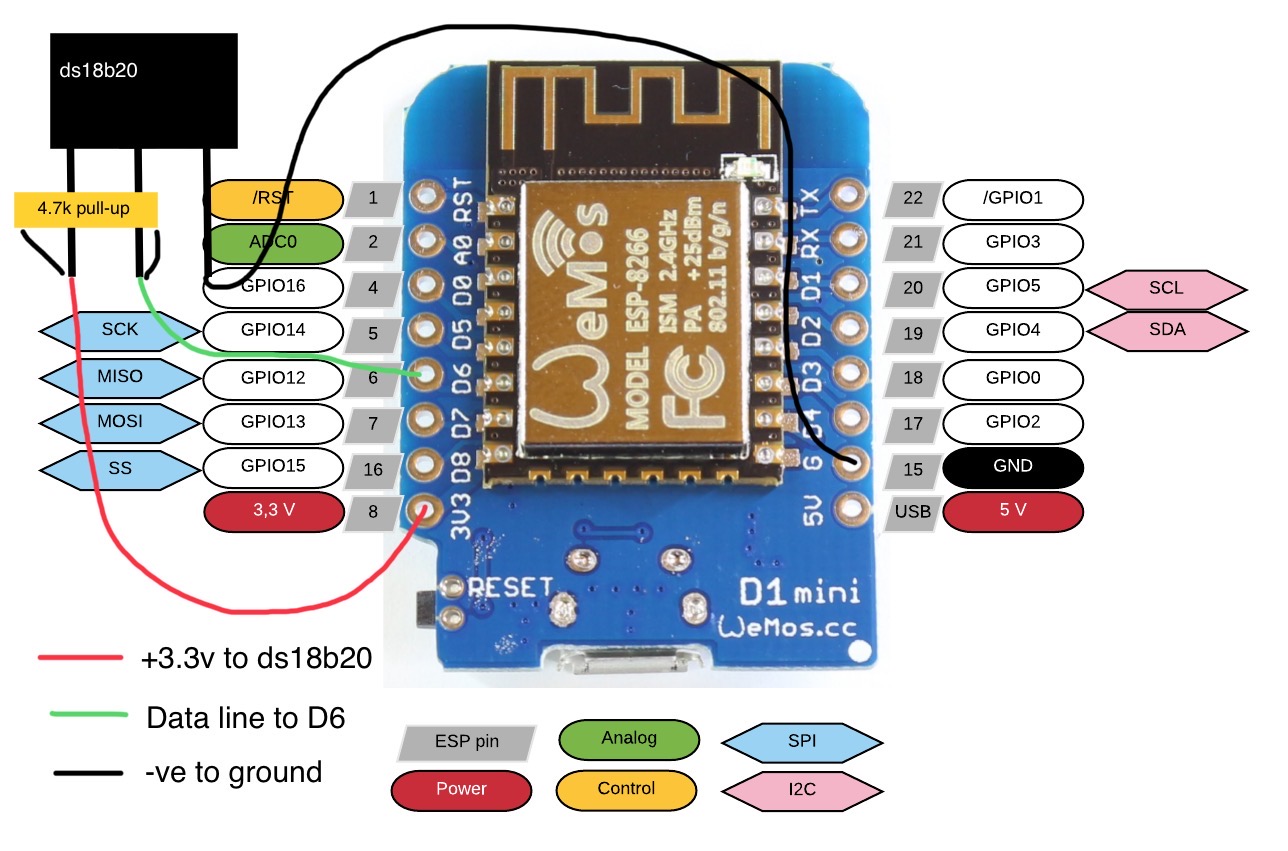 ds18b20
4.7k pull-up
/RST
1
ADC0
2
GPIO16
4
SCK
GPIO14
5
MISO
GPIO12
6
MOSI
GPIO13
7
SS
GPIO15
16
3,3 V
8
RST
A0
D0
D5
D6
D7
D8
3V3
WeMos
MODEL ESP-8266
ISM 2.4GHz
PA +25dBm
802.11 b/g/n
FC
TX
RX
D1
D2
D3
D4
G
5V
22
/GPIO1
21
GPIO3
20
GPIO5
SCL
19
GPIO4
SDA
18
GPIO0
17
GPIO2
15
GND
USB
5 V
RESET
D1 mini
WeMos.cc
+3.3v to ds18b20
Data line to D6
-ve to ground
ESP pin
Analog
SPI
Power
Control
I2C